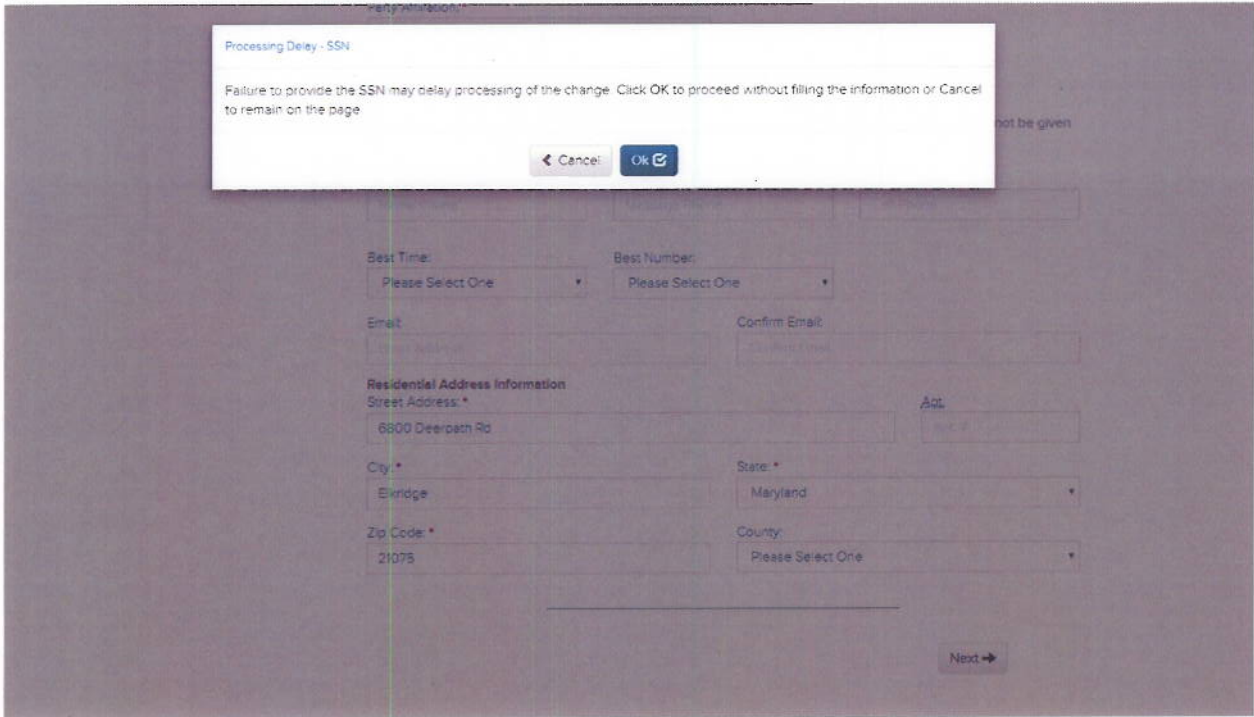 Party Affiliation: *
Processing Delay - SSN
Failure to provide the SSN may delay processing of the change. Click OK to proceed without filling the information or Cancel
to remain on the page
not be given
Cancel Ok
Best Time: Best Number:
Please Select One Please Select One
Email: Confirm Email:
Residential Address Information
Street Address: * Apt.
6800 Deerpath Rd
City: * State: *
Elkridge Maryland
Zip Code: * County:
21075 Please Select One
Next